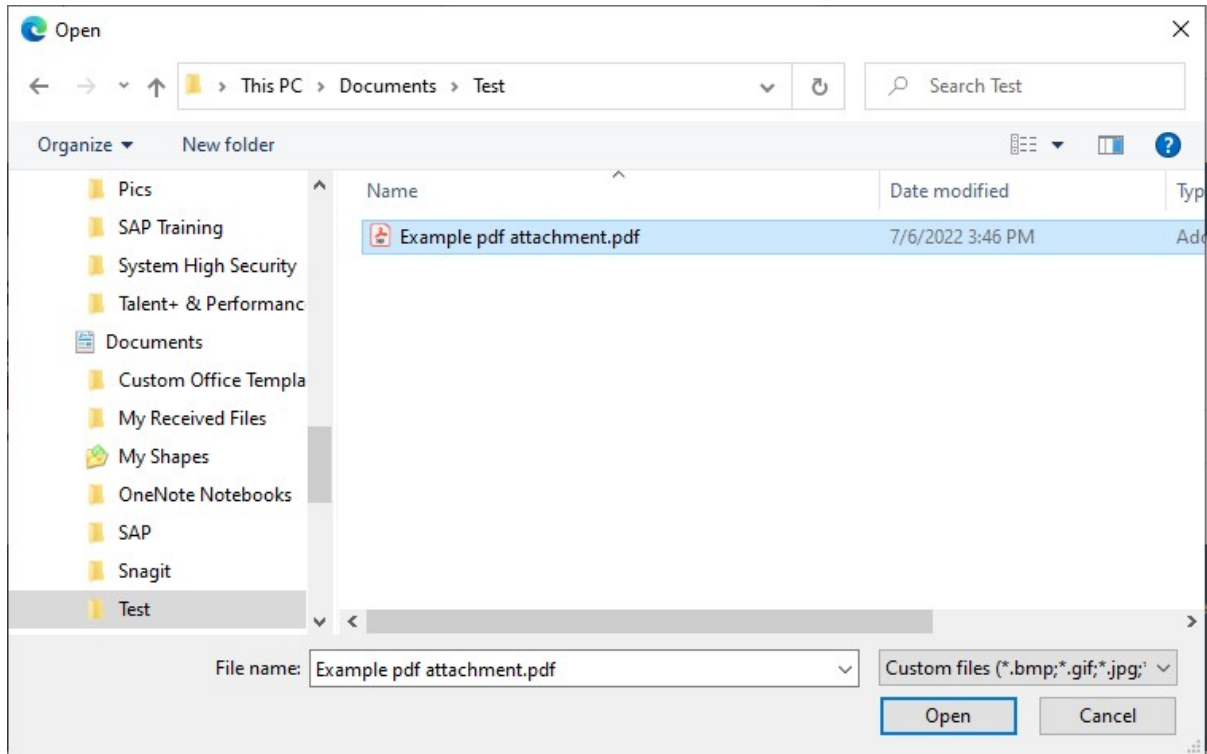 Open
This PC > Documents > Test
Search Test
Organize
New folder
Pics
SAP Training
System High Security
Talent+ & Performanc
Documents
Custom Office Templa
My Received Files
My Shapes
OneNote Notebooks
SAP
Snagit
Test
Name Date modified Typ
Example pdf attachment.pdf 7/6/2022 3:46 PM Ado
File name: Example pdf attachment.pdf
Custom files (*.bmp;*.gif;*.jpg;*
Open Cancel